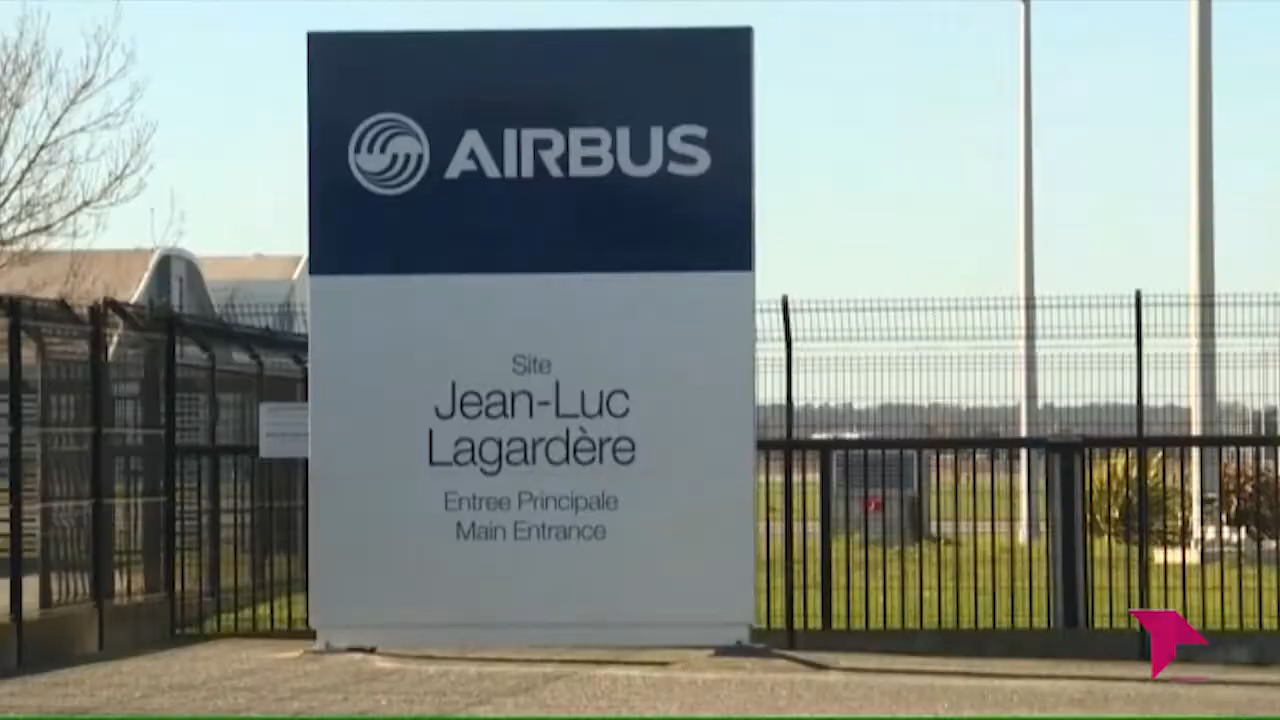 AIRBUS
Site
Jean-Luc
Lagardère
Entree Principale
Main Entrance